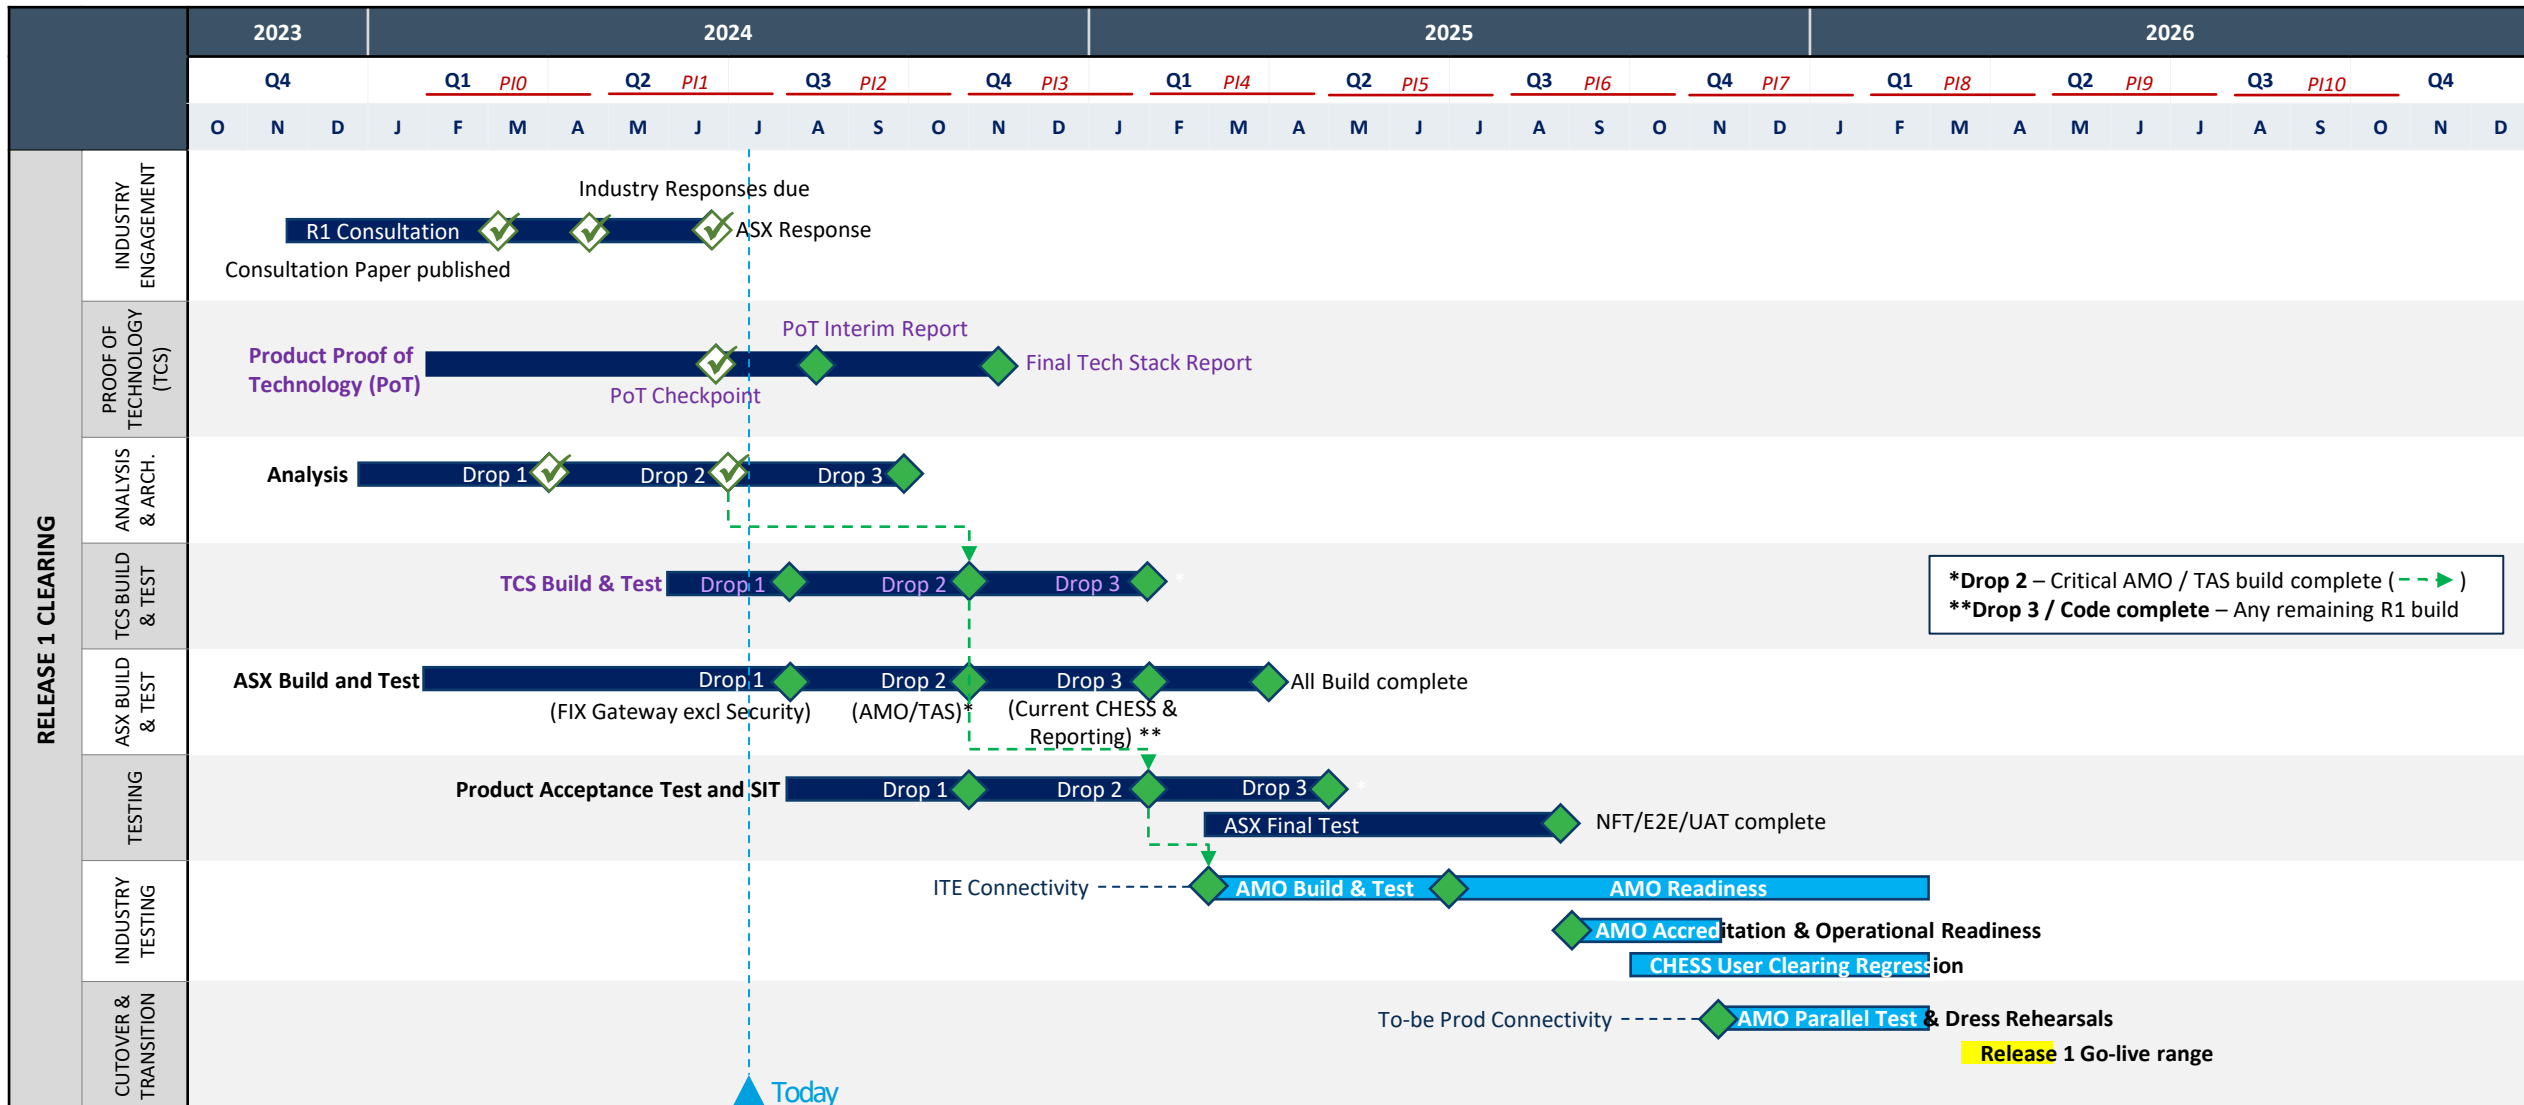 2023 2024 2025 2026
Q4 Q1 PI0 Q2 PI1 Q3 PI2 Q4 PI3 Q1 PI4 Q2 PI5 Q3 PI6 Q4 PI7 Q1 PI8 Q2 PI9 Q3 PI10 Q4
O N D J F M A M J J A S O N D J F M A M J J A S O N D J F M A M J J A S O N D
RELEASE 1 CLEARING
INDUSTRY
ENGAGEMENT
Industry Responses due
R1 Consultation
ASX Response
Consultation Paper published
PROOF OF
TECHNOLOGY
(TCS)
PoT Interim Report
Product Proof of
Technology (PoT)
Final Tech Stack Report
PoT Checkpoint
ANALYSIS
& ARCH.
Analysis Drop 1 Drop 2 Drop 3
TCS BUILD
& TEST
TCS Build & Test Drop 1 Drop 2 Drop 3 *
*Drop 2 – Critical AMO / TAS build complete ( )
**Drop 3 / Code complete – Any remaining R1 build
ASX BUILD
& TEST
ASX Build and Test Drop 1 Drop 2 Drop 3 All Build complete
(FIX Gateway excl Security) (AMO/TAS)* (Current CHESS &
Reporting) **
TESTING
Product Acceptance Test and SIT Drop 1 Drop 2 Drop 3 *
ASX Final Test NFT/E2E/UAT complete
INDUSTRY
TESTING
ITE Connectivity AMO Build & Test AMO Readiness
AMO Accreditation & Operational Readiness
CHESS User Clearing Regression
CUTOVER &
TRANSITION
To-be Prod Connectivity AMO Parallel Test & Dress Rehearsals
Release 1 Go-live range
Today